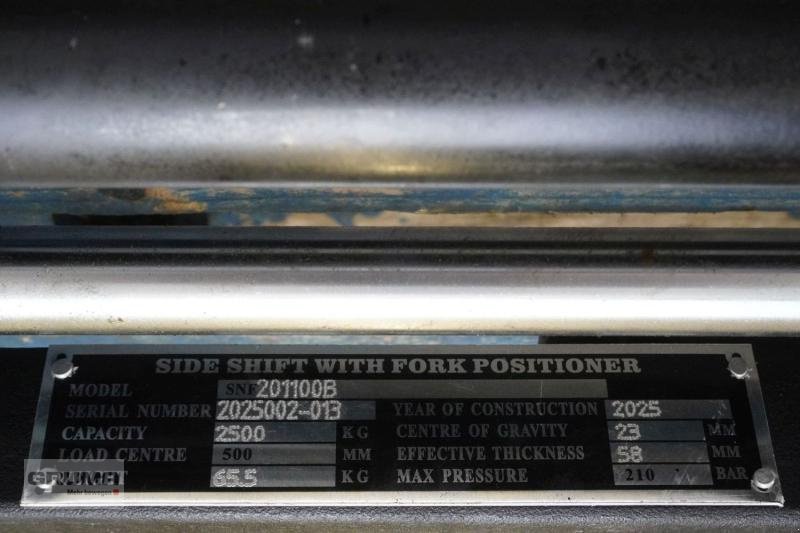 SIDE SHIFT WITH FORK POSITIONER
MODEL SNF201100B
SERIAL NUMBER 2025002-013 YEAR OF CONSTRUCTION 2025
CAPACITY 2500 KG CENTRE OF GRAVITY 23 MM
LOAD CENTRE 500 MM EFFECTIVE THICKNESS 58 MM
65.5 KG MAX PRESSURE 210 BAR
Mehr bewegen